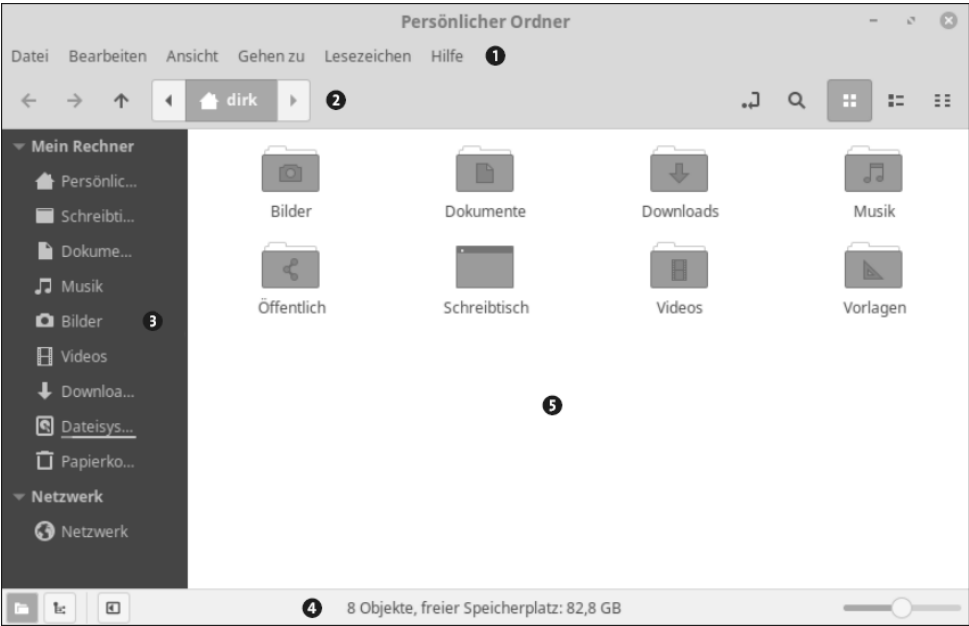 Persönlicher Ordner
Datei Bearbeiten Ansicht Gehen zu Lesezeichen Hilfe 1
dirk 2
Mein Rechner
Persönlic...
Schreibti...
Dokume...
Musik
Bilder 3
Videos
Downloa...
Dateisys...
Papierko...
Netzwerk
Netzwerk
Bilder Dokumente Downloads Musik
Öffentlich Schreibtisch Videos Vorlagen
5
4 8 Objekte, freier Speicherplatz: 82,8 GB